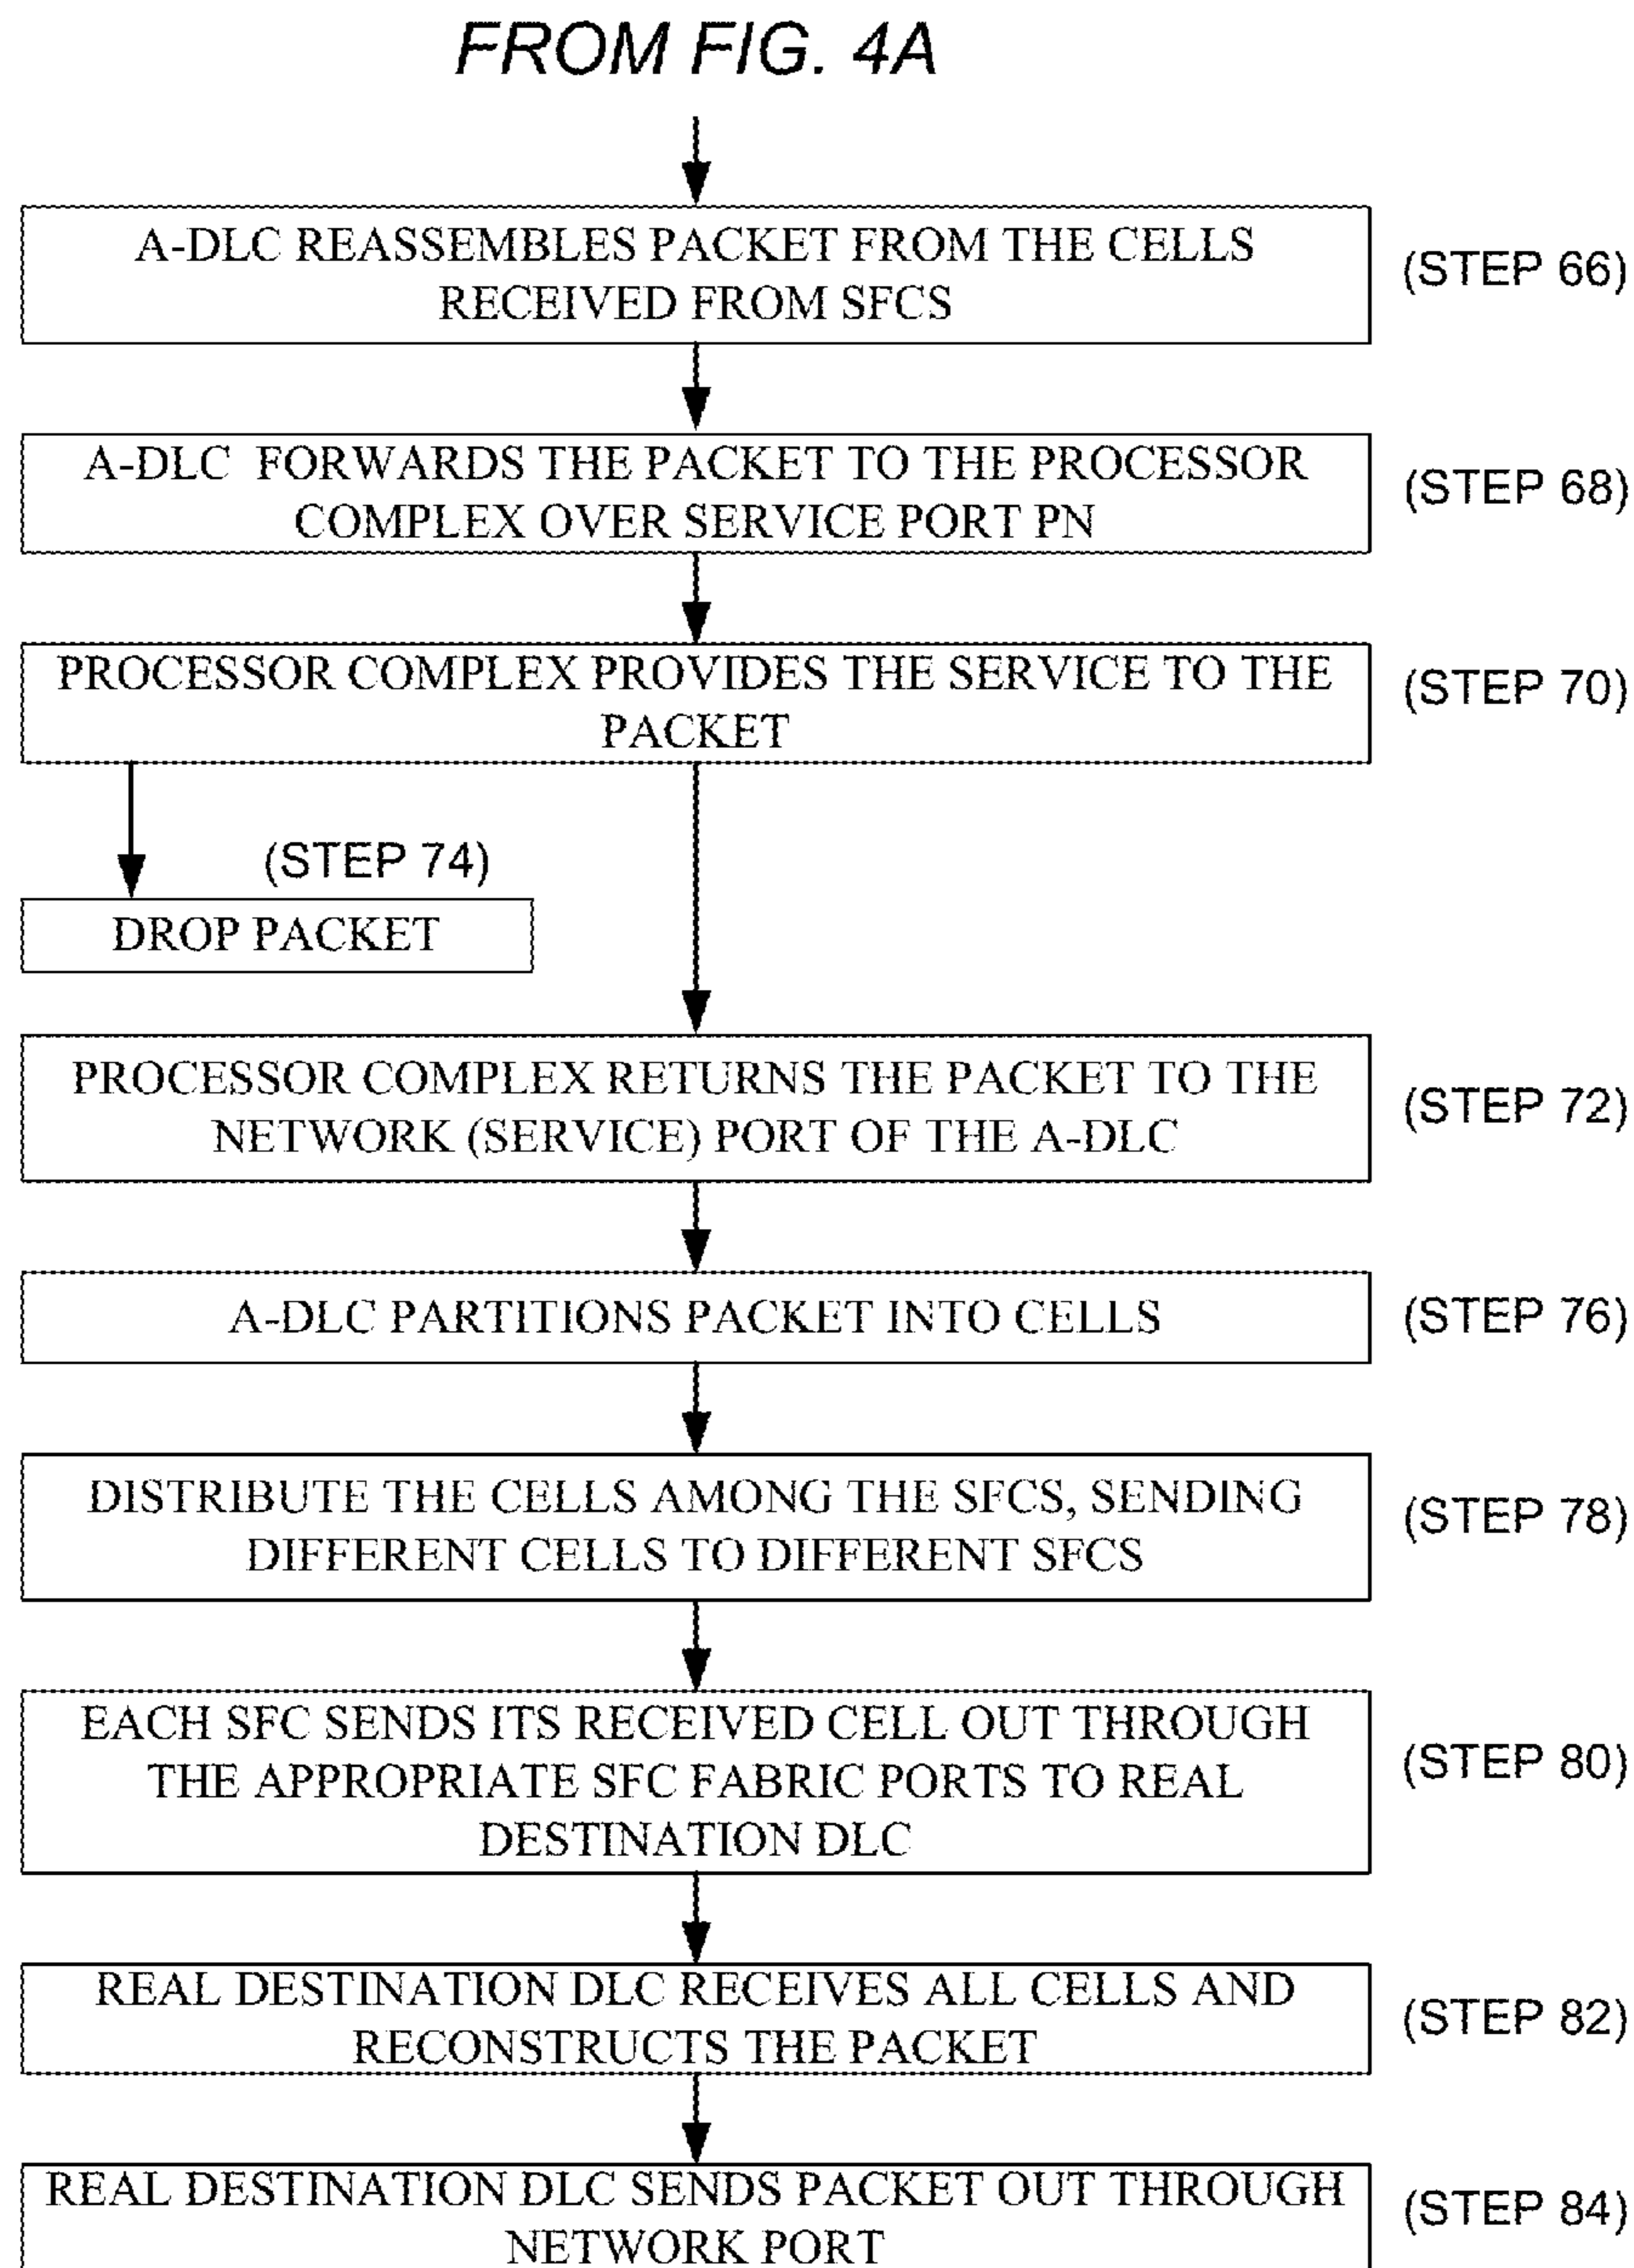 FROM FIG. 4A
A-DLC REASSEMBLES PACKET FROM THE CELLS
RECEIVED FROM SFCS
(STEP 66)
A-DLC FORWARDS THE PACKET TO THE PROCESSOR
COMPLEX OVER SERVICE PORT PN
(STEP 68)
PROCESSOR COMPLEX PROVIDES THE SERVICE TO THE
PACKET
(STEP 70)
(STEP 74)
DROP PACKET
PROCESSOR COMPLEX RETURNS THE PACKET TO THE
NETWORK (SERVICE) PORT OF THE A-DLC
(STEP 72)
A-DLC PARTITIONS PACKET INTO CELLS
(STEP 76)
DISTRIBUTE THE CELLS AMONG THE SFCS, SENDING
DIFFERENT CELLS TO DIFFERENT SFCS
(STEP 78)
EACH SFC SENDS ITS RECEIVED CELL OUT THROUGH
THE APPROPRIATE SFC FABRIC PORTS TO REAL
DESTINATION DLC
(STEP 80)
REAL DESTINATION DLC RECEIVES ALL CELLS AND
RECONSTRUCTS THE PACKET
(STEP 82)
REAL DESTINATION DLC SENDS PACKET OUT THROUGH
NETWORK PORT
(STEP 84)